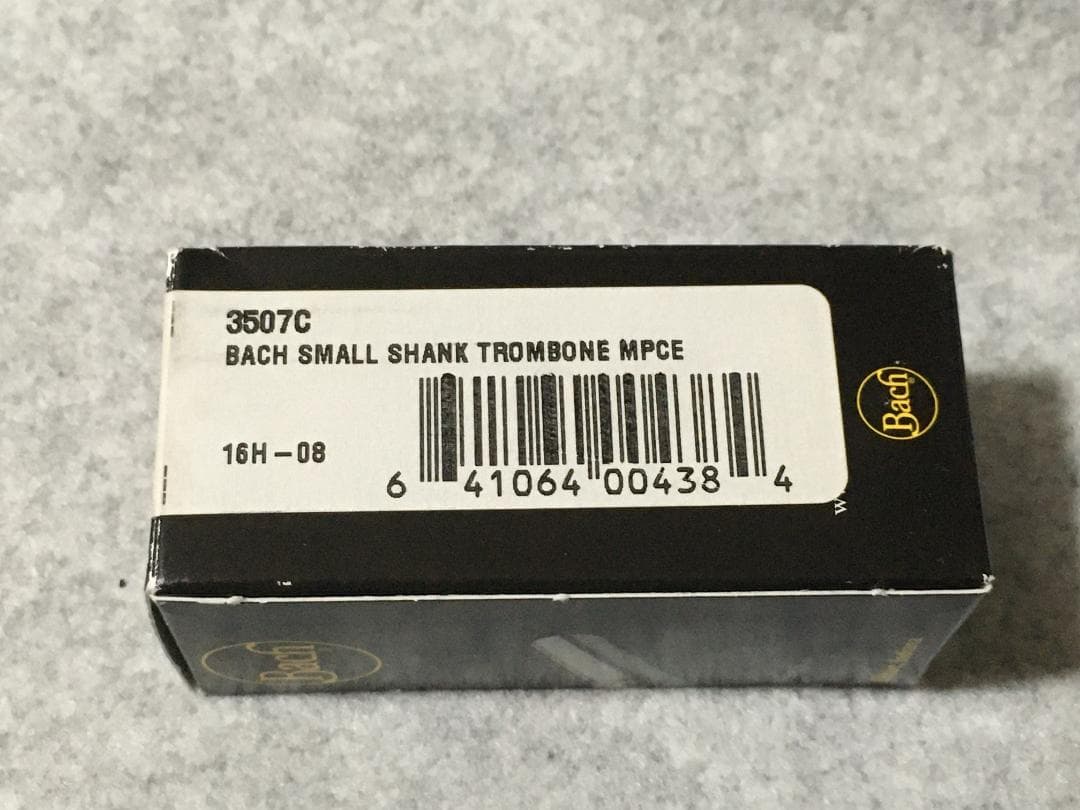 3507C
BACH SMALL SHANK TROMBONE MPCE
16H-08
6 41064 00438 4
Bach
W
Bach